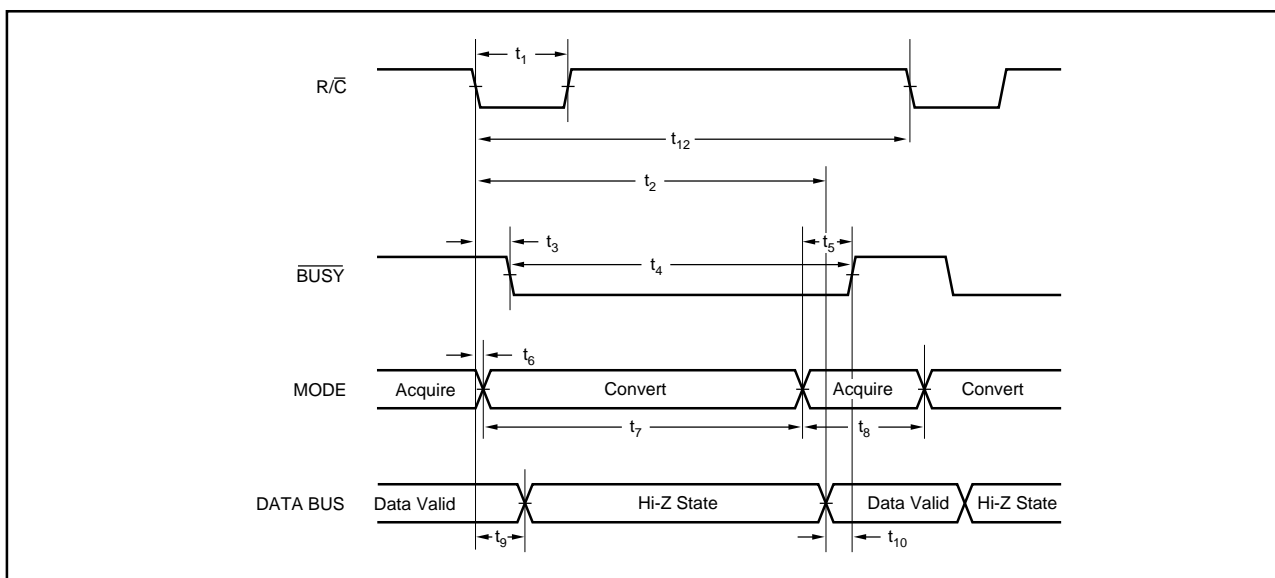 t₁
R/C̅
t₁₂
t₂
t₃
t₅
t₄
B̅U̅S̅Y̅
t₆
MODE
Acquire
Convert
Acquire
Convert
t₇
t₈
DATA BUS
Data Valid
Hi-Z State
Data Valid
Hi-Z State
t₉
t₁₀